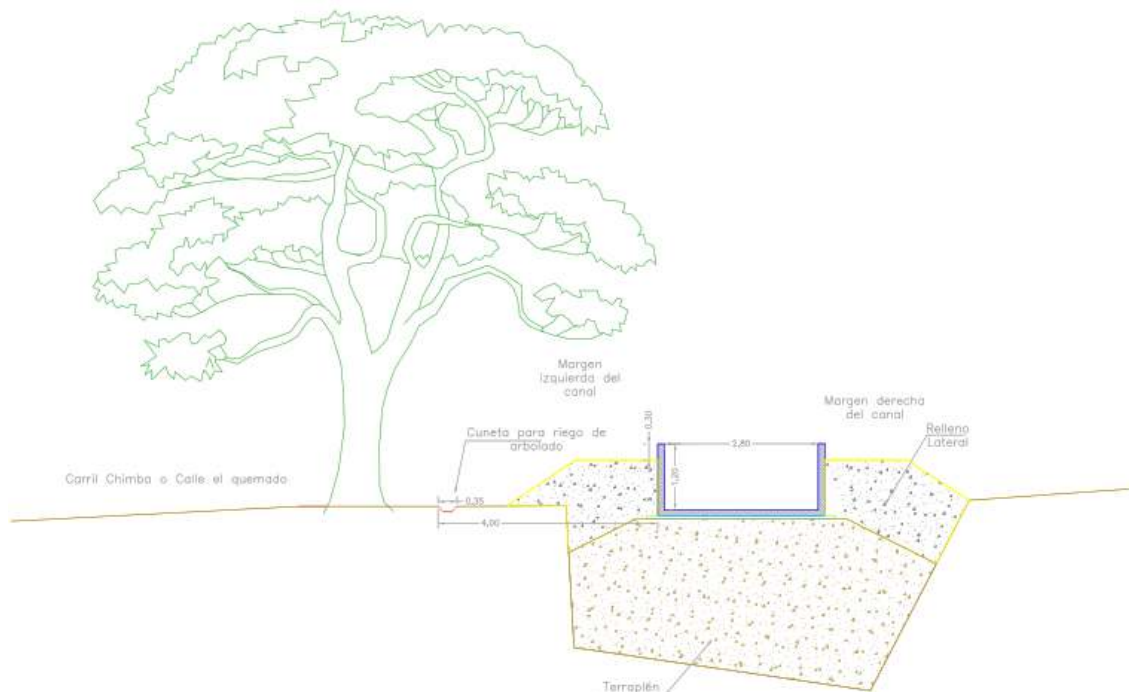 Margen
izquierda del
canal
Margen derecha
del canal
0,30
2,80
1,20
Relleno
Lateral
Cuneta para riego de
arbolado
Carril Chimba o Calle el quemado
0,35
4,00
Terraplén